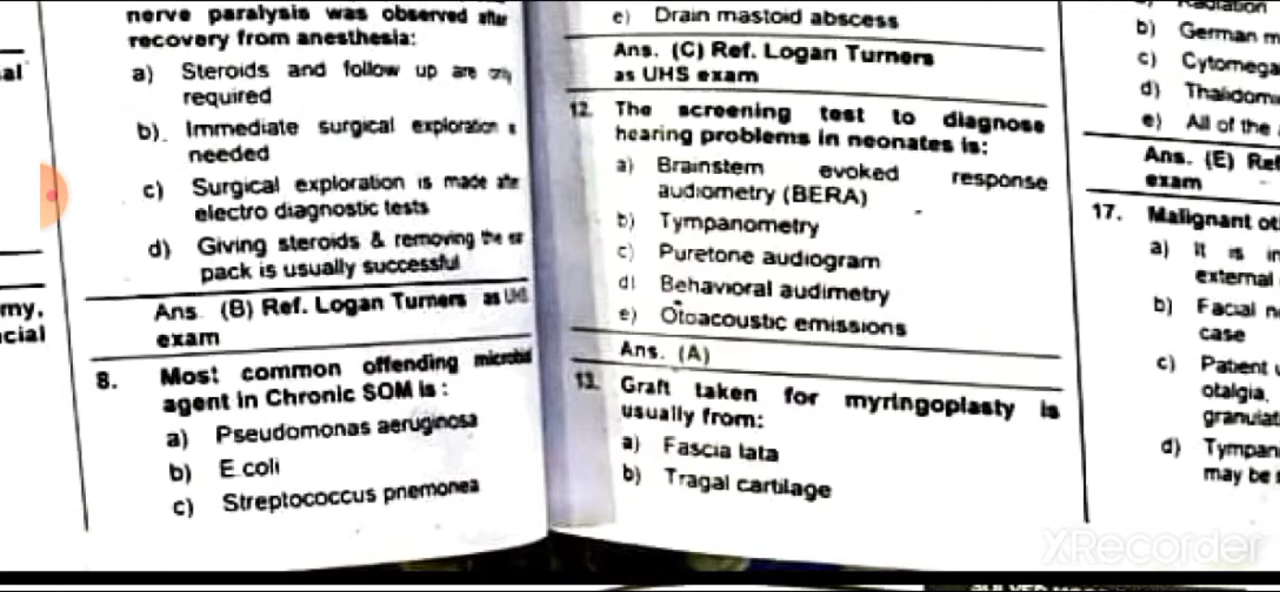 al
my,
cial
nerve paralysis was observed after
recovery from anesthesia:
a) Steroids and follow up are only
required
b). Immediate surgical exploration
needed
c) Surgical exploration is made after
electro diagnostic tests
d) Giving steroids & removing the ear
pack is usually successful
Ans. (B) Ref. Logan Turners as UHS
exam
8. Most common offending microbial
agent in Chronic SOM is :
a) Pseudomonas aeruginosa
b) E coli
c) Streptococcus pnemonea
e) Drain mastoid abscess
Ans. (C) Ref. Logan Turners
as UHS exam
12. The screening test to diagnose
hearing problems in neonates is:
a) Brainstem evoked response
audiometry (BERA)
b) Tympanometry
c) Puretone audiogram
d) Behavioral audimetry
e) Otoacoustic emissions
Ans. (A)
13. Graft taken for myringoplasty is
usually from:
a) Fascia lata
b) Tragal cartilage
b) German m
c) Cytomega
d) Thalidomi
e) All of the
Ans. (E) Ref
exam
17. Malignant ot
a) It is in
external
b) Facial n
case
c) Patient
otalgia,
granulat
d) Tympan
may be
XRecorder